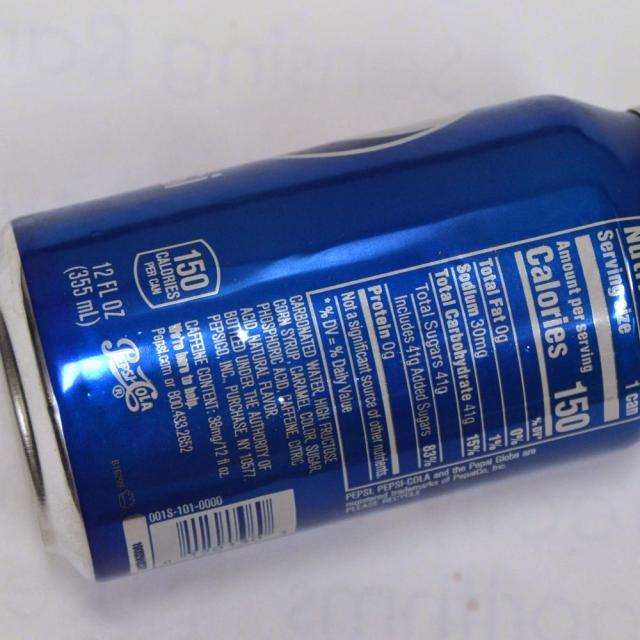 Nut
Serving size 1 can
Amount per serving
Calories 150
% DV*
Total Fat 0g 0%
Sodium 30mg 1%
Total Carbohydrate 41g 15%
Total Sugars 41g
Includes 41g Added Sugars 83%
Protein 0g
Not a significant source of other nutrients.
* % DV = % Daily Value
CARBONATED WATER, HIGH FRUCTOSE
CORN SYRUP, CARAMEL COLOR, SUGAR,
PHOSPHORIC ACID, CAFFEINE, CITRIC
ACID, NATURAL FLAVOR
BOTTLED UNDER THE AUTHORITY OF
PEPSICO, INC., PURCHASE, NY 10577.
CAFFEINE CONTENT: 38mg/12 fl oz
We're here to help.
Pepsi.com or 800.433.2652
PEPSI, PEPSI-COLA and the Pepsi Globe are
registered trademarks of PepsiCo, Inc.
PLEASE RECYCLE
150
CALORIES
PER CAN
12 FL OZ
(355 mL)
PEPSI-COLA
®
001S-101-0000